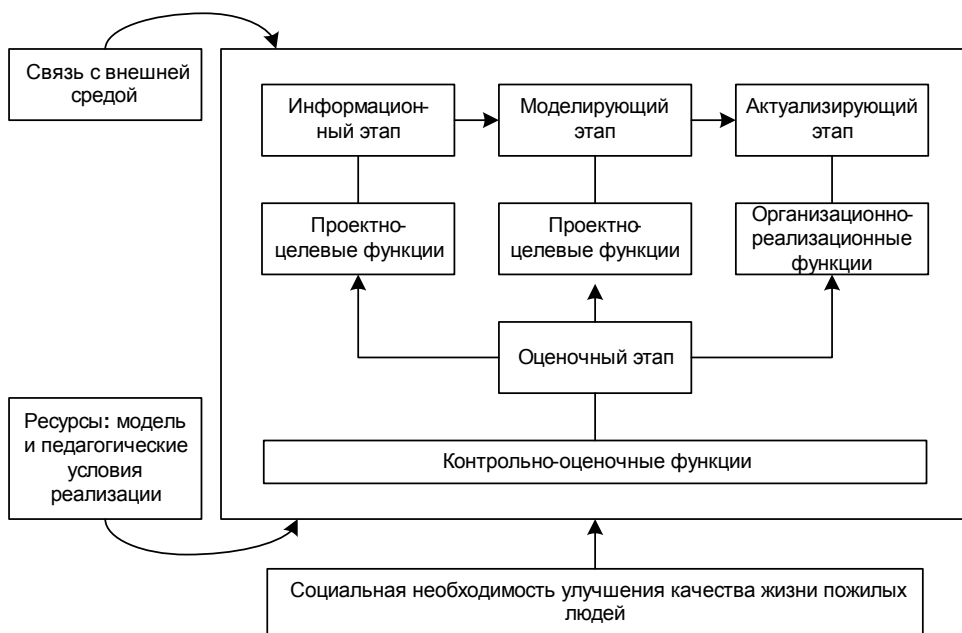 Связь с внешней
средой
Информацион-
ный этап
Моделирующий
этап
Актуализирующий
этап
Проектно-
целевые функции
Проектно-
целевые функции
Организационно-
реализационные
функции
Оценочный этап
Ресурсы: модель
и педагогические
условия
реализации
Контрольно-оценочные функции
Социальная необходимость улучшения качества жизни пожилых
людей